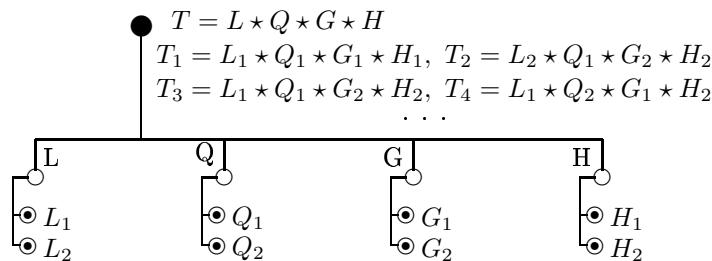 T = L ⋆ Q ⋆ G ⋆ H
T₁ = L₁ ⋆ Q₁ ⋆ G₁ ⋆ H₁, T₂ = L₂ ⋆ Q₁ ⋆ G₂ ⋆ H₂
T₃ = L₁ ⋆ Q₁ ⋆ G₂ ⋆ H₂, T₄ = L₁ ⋆ Q₂ ⋆ G₁ ⋆ H₂
. . .
L Q G H
L₁ Q₁ G₁ H₁
L₂ Q₂ G₂ H₂